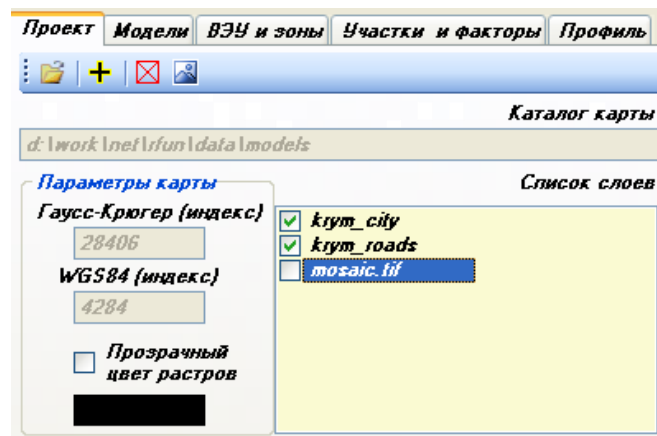 Проект Модели ВЭУ и зоны Участки и факторы Профиль
Каталог карты
d:\work\net\rfun\data\models
Параметры карты
Список слоев
Гаусс-Крюгер (индекс)
28406
WGS84 (индекс)
4284
Прозрачный
цвет растров
krym_city
krym_roads
mosaic.tif